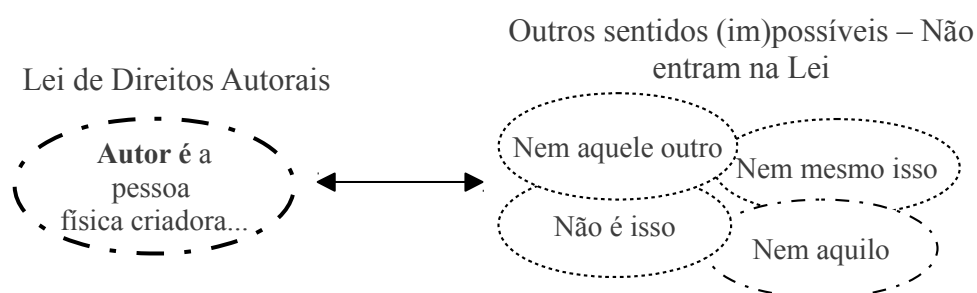 Lei de Direitos Autorais
Autor é a
pessoa
física criadora...
Outros sentidos (im)possíveis – Não
entram na Lei
Nem aquele outro
Nem mesmo isso
Não é isso
Nem aquilo